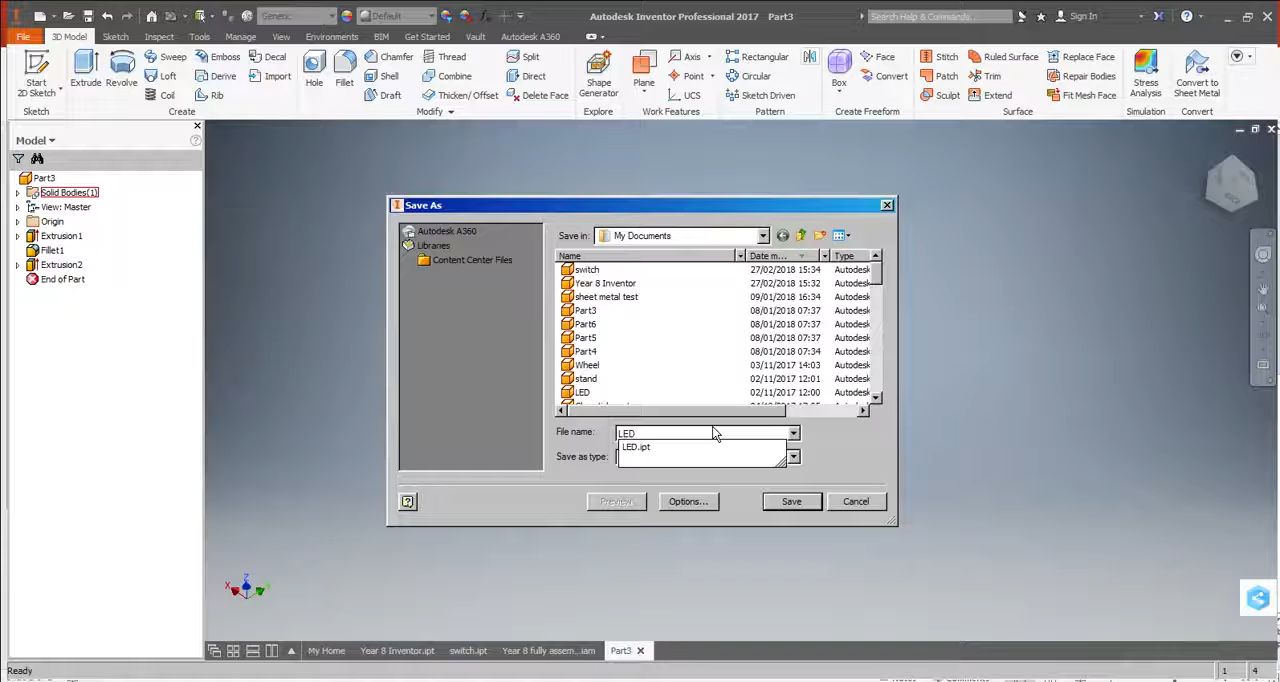 Generic
Default
Autodesk Inventor Professional 2017 Part3
Search Help & Commands...
Sign In
File 3D Model Sketch Inspect Tools Manage View Environments BIM Get Started Vault Autodesk A360
Start
2D Sketch
Extrude
Revolve
Sweep
Loft
Coil
Emboss
Derive
Rib
Decal
Import
Hole
Fillet
Chamfer
Shell
Draft
Thread
Combine
Thicken/ Of
Split
Direct
Delete Face
Shape
Generator
Plane
Axis
Point
UCS
Rectangular
Circular
Sketch Driven
Box
Face
Convert
Stitch
Patch
Sculpt
Ruled Surface
Trim
Extend
Replace Face
Repair Bodies
Fit Mesh Face
Stress
Analysis
Convert to
Sheet Metal
Sketch Create Modify Explore Work Features Pattern Create Freeform Surface Simulation Convert
Model
Part3
Solid Bodies(1)
View: Master
Origin
Extrusion1
Fillet1
Extrusion2
End of Part
Save As
Autodesk A360
Libraries
Content Center Files
Save in: My Documents
Name Date m... Type
switch 27/02/2018 15:34 Autodesk
Year 8 Inventor 27/02/2018 15:32 Autodesk
sheet metal test 09/01/2018 16:34 Autodesk
Part3 08/01/2018 07:37 Autodesk
Part6 08/01/2018 07:37 Autodesk
Part5 08/01/2018 07:37 Autodesk
Part4 08/01/2018 07:34 Autodesk
Wheel 03/11/2017 14:03 Autodesk
stand 02/11/2017 12:01 Autodesk
LED 02/11/2017 12:00 Autodesk
File name: LED
LED.ipt
Save as type:
Preview... Options... Save Cancel
X Z
My Home Year 8 Inventor.ipt switch.ipt Year 8 fully assem...iam Part3
Ready 1 4